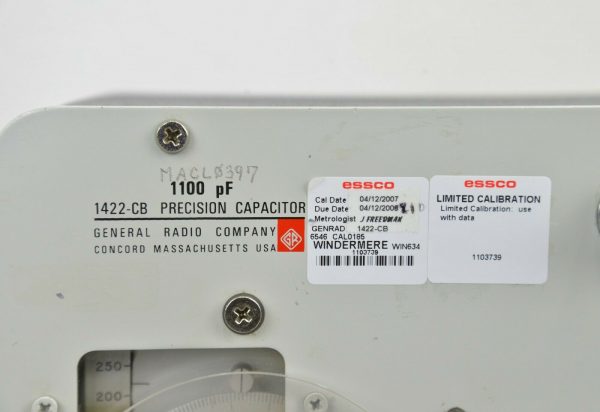 MACL0397
1100 pF
1422-CB PRECISION CAPACITOR
GENERAL RADIO COMPANY
CONCORD MASSACHUSETTS USA
GR
essco
Cal Date 04/12/2007
Due Date 04/12/2008
Metrologist J FREEDMAN
GENRAD 1422-CB
6546 CAL0185
WINDERMERE WIN634
1103739
essco
LIMITED CALIBRATION
Limited Calibration: use
with data
1103739
250
200